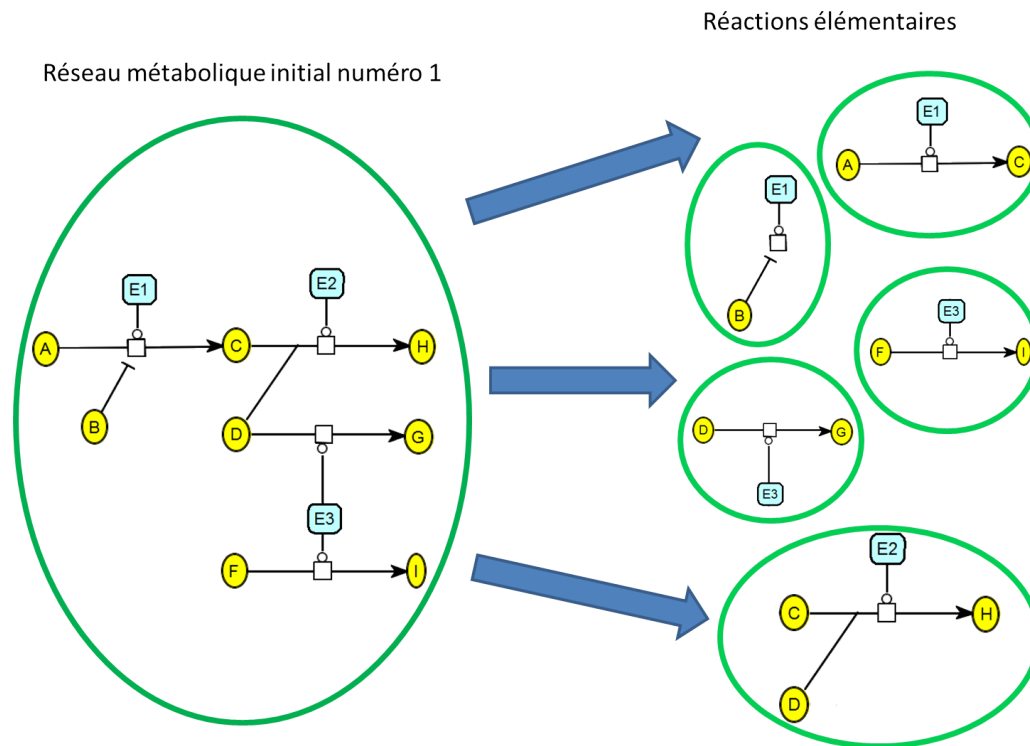 Réactions élémentaires
Réseau métabolique initial numéro 1
E1
E2
A
C
H
B
D
G
E3
F
I
E1
A
C
E1
B
E3
F
I
D
G
E3
E2
C
H
D